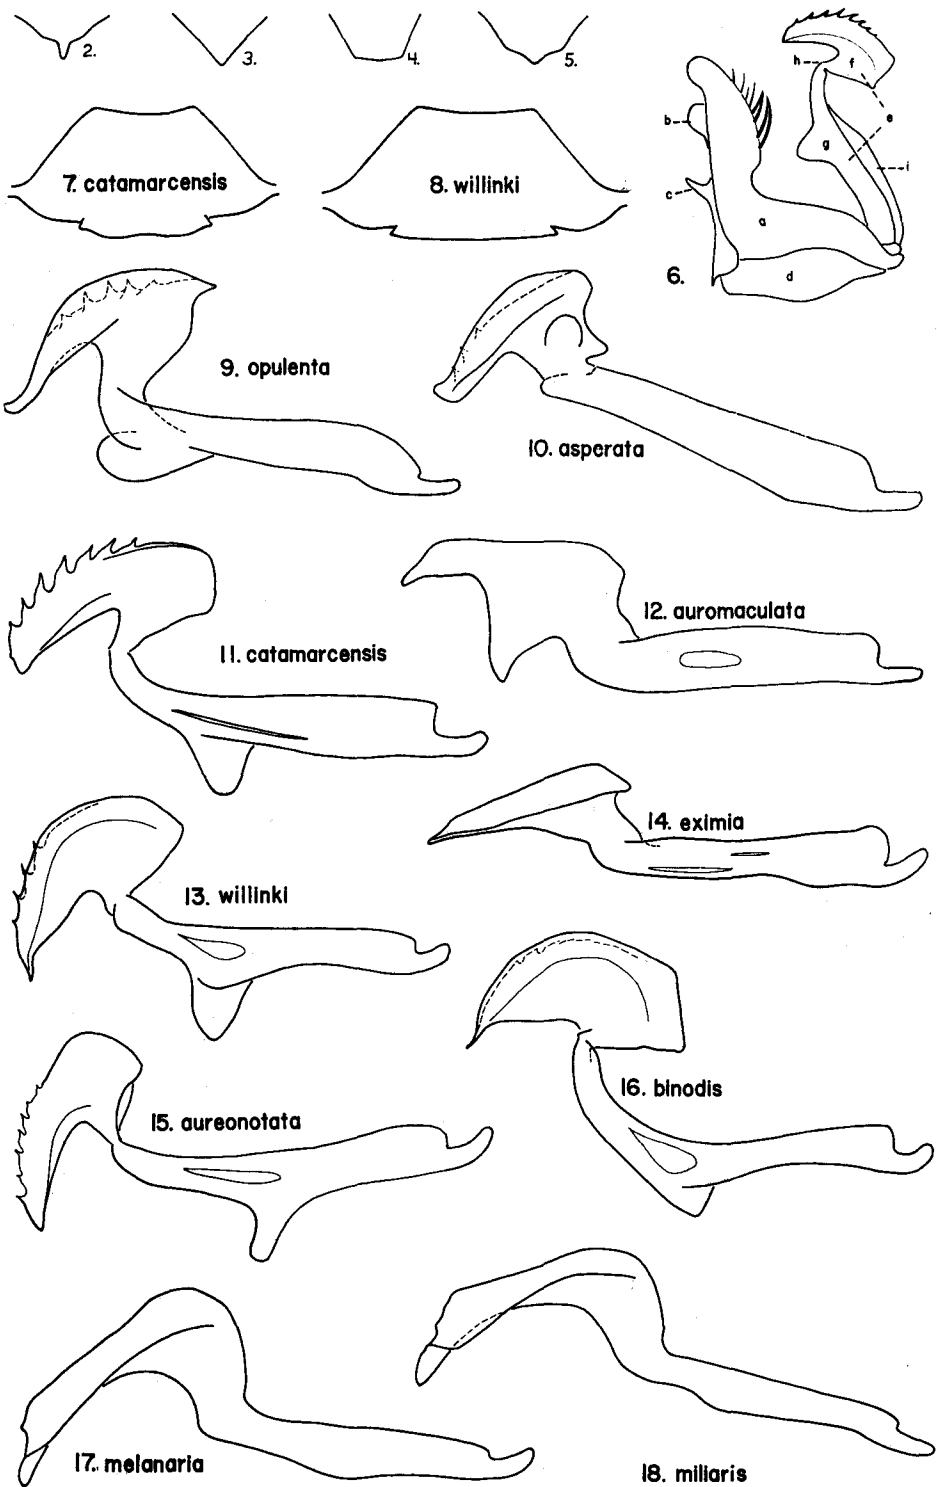 2.
3.
4.
5.
h
f
b
e
g
i
c
a
6.
d
7. catamarcensis
8. willinki
9. opulenta
10. asperata
11. catamarcensis
12. auromaculata
13. willinki
14. eximia
15. aureonotata
16. binodis
17. melanaria
18. miliaris